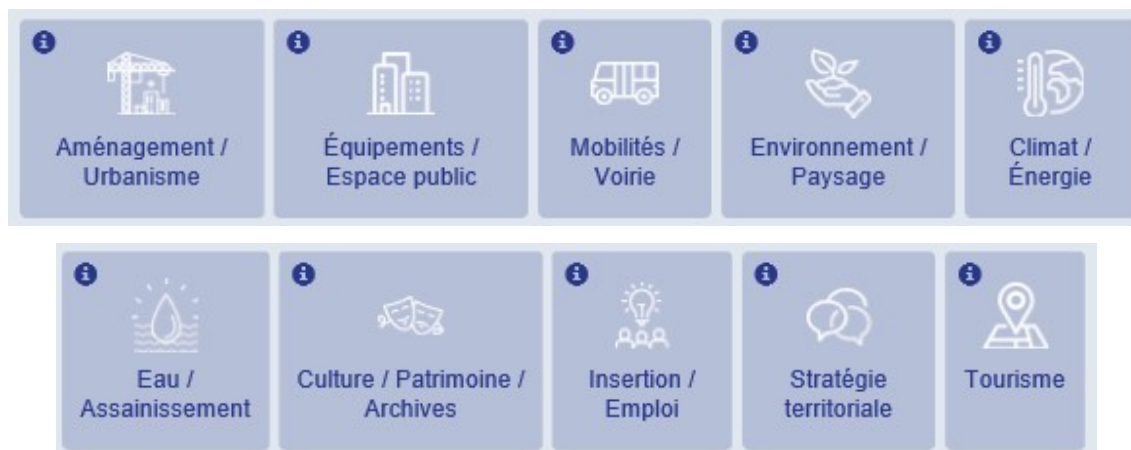 Aménagement /
Urbanisme
Équipements /
Espace public
Mobilités /
Voirie
Environnement /
Paysage
Climat /
Énergie
Eau /
Assainissement
Culture / Patrimoine /
Archives
Insertion /
Emploi
Stratégie
territoriale
Tourisme